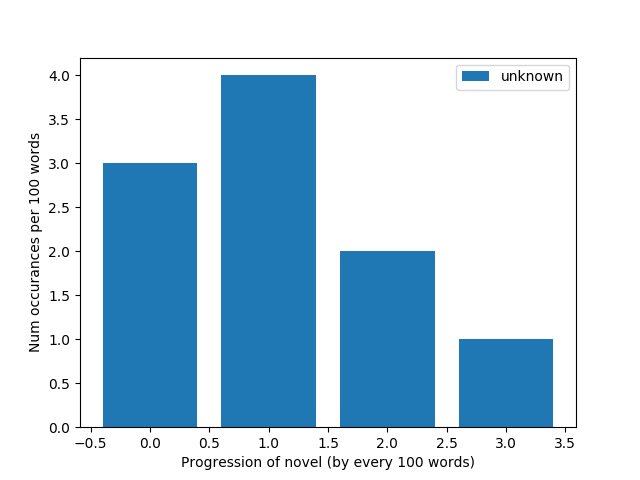 unknown
4.0
3.5
3.0
2.5
2.0
1.5
1.0
0.5
0.0
Num occurances per 100 words
−0.5 0.0 0.5 1.0 1.5 2.0 2.5 3.0 3.5
Progression of novel (by every 100 words)